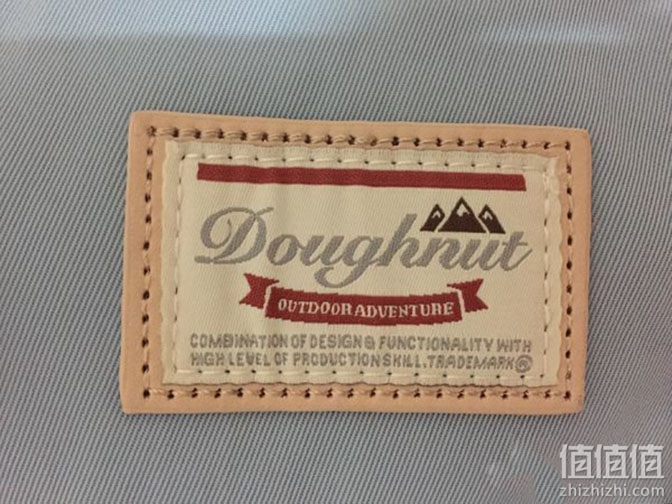 Doughnut
OUTDOOR ADVENTURE
COMBINATION OF DESIGN & FUNCTIONALITY WITH
HIGH LEVEL OF PRODUCTION SKILL. TRADEMARK®
值值值
zhizhizhi.com